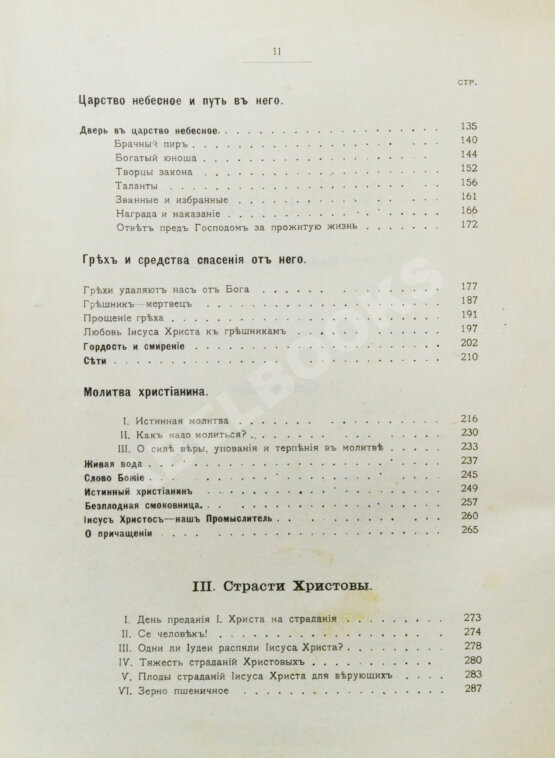 II
СТР.
Царство небесное и путь въ него.
Дверь въ царство небесное. . . . . . . . . . . . . . . . 135
Брачный пиръ . . . . . . . . . . . . . . . . 140
Богатый юноша . . . . . . . . . . . . . . . 144
Творцы закона . . . . . . . . . . . . . . . 152
Таланты . . . . . . . . . . . . . . . . . 156
Званные и избранные . . . . . . . . . . . . . 161
Награда и наказаніе . . . . . . . . . . . . . 166
Отвѣтъ предъ Господомъ за прожитую жизнь . . . . . . 172
Грѣхъ и средства спасенія отъ него.
Грѣхи удаляютъ насъ отъ Бога . . . . . . . . . . . . 177
Грѣшник—мертвецъ . . . . . . . . . . . . . . . 187
Прощеніе грѣха . . . . . . . . . . . . . . . . 191
Любовь Іисуса Христа къ грѣшникамъ . . . . . . . . . 197
Гордость и смиреніе . . . . . . . . . . . . . . . 202
Сѣти . . . . . . . . . . . . . . . . . . . . 210
Молитва христіанина.
I. Истинная молитва . . . . . . . . . . . . . 216
II. Какъ надо молиться? . . . . . . . . . . . . 230
III. О силѣ вѣры, упованія и терпѣнія въ молитвѣ . . . . 233
Живая вода . . . . . . . . . . . . . . . . . . 237
Слово Божіе . . . . . . . . . . . . . . . . . . 245
Истинный христіанинъ . . . . . . . . . . . . . . . 249
Безплодная смоковница. . . . . . . . . . . . . . . 257
Іисусъ Христосъ—нашъ Промыслитель . . . . . . . . . . 260
О причащеніи . . . . . . . . . . . . . . . . . 265
III. Страсти Христовы.
I. День преданія І. Христа на страданія . . . . . . . . 273
II. Се человѣкъ! . . . . . . . . . . . . . . . 274
III. Одни ли Іудеи распяли Іисуса Христа? . . . . . . . 278
IV. Тяжесть страданій Христовыхъ . . . . . . . . . 280
V. Плоды страданій Іисуса Христа для вѣрующихъ . . . . 283
VI. Зерно пшеничное . . . . . . . . . . . . . . 287